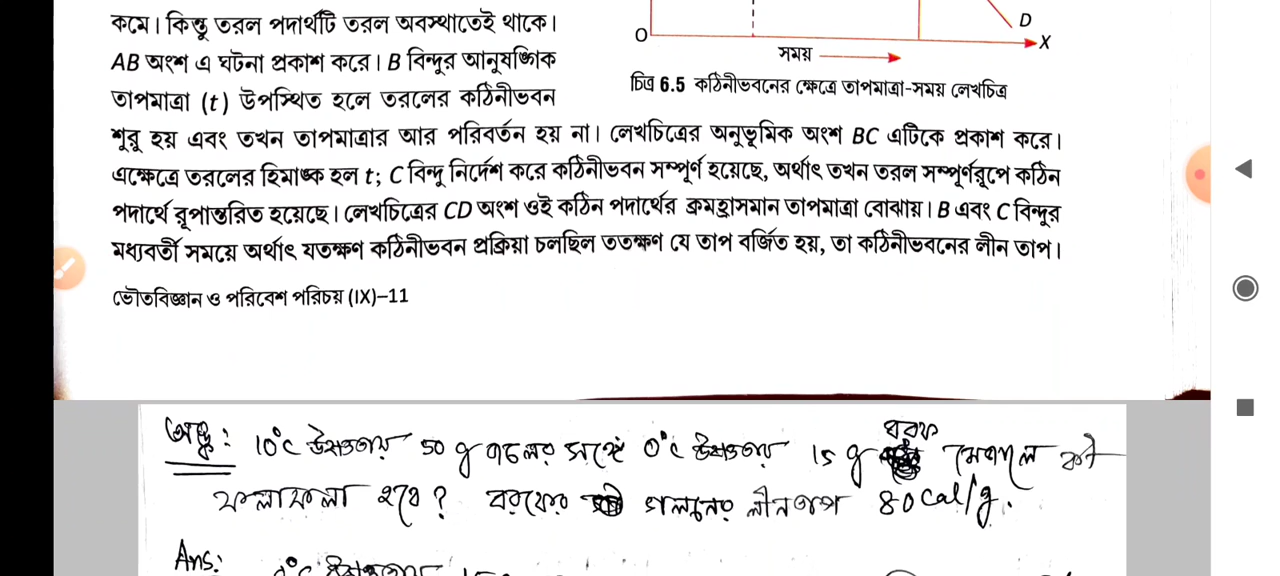 কমে। কিন্তু তরল পদার্থটি তরল অবস্থাতেই থাকে।
AB অংশ এ ঘটনা প্রকাশ করে। B বিন্দুর আনুষঙ্গিক
তাপমাত্রা (t) উপস্থিত হলে তরলের কঠিনীভবন
O
D
X
সময়
চিত্র 6.5 কঠিনীভবনের ক্ষেত্রে তাপমাত্রা-সময় লেখচিত্র
শুরু হয় এবং তখন তাপমাত্রার আর পরিবর্তন হয় না। লেখচিত্রের অনুভূমিক অংশ BC এটিকে প্রকাশ করে।
এক্ষেত্রে তরলের হিমাঙ্ক হল t; C বিন্দু নির্দেশ করে কঠিনীভবন সম্পূর্ণ হয়েছে, অর্থাৎ তখন তরল সম্পূর্ণরূপে কঠিন
পদার্থে রূপান্তরিত হয়েছে। লেখচিত্রের CD অংশ ওই কঠিন পদার্থের ক্রমহ্রাসমান তাপমাত্রা বোঝায়। B এবং C বিন্দুর
মধ্যবর্তী সময়ে অর্থাৎ যতক্ষণ কঠিনীভবন প্রক্রিয়া চলছিল ততক্ষণ যে তাপ বর্জিত হয়, তা কঠিনীভবনের লীন তাপ।
ভৌতবিজ্ঞান ও পরিবেশ পরিচয় (IX)–11
অঙ্ক: 10°C উষ্ণতায় 50 g জলের সঙ্গে 0°C উষ্ণতায় 15 g বরফ মেশালে কী
ফলাফল হবে? বরফের গলনের লীনতাপ 80 cal/g.
Ans:
0°C উষ্ণতায়